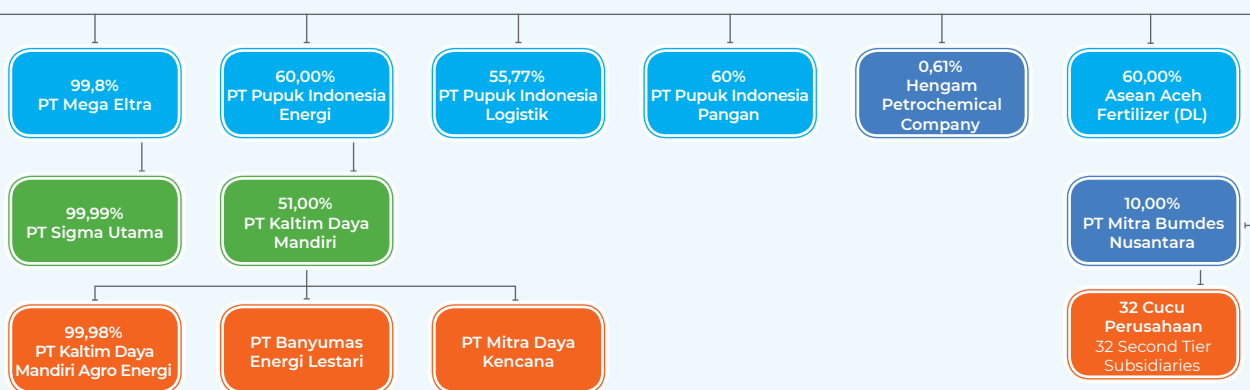 99,8%
PT Mega Eltra
60,00%
PT Pupuk Indonesia
Energi
55,77%
PT Pupuk Indonesia
Logistik
60%
PT Pupuk Indonesia
Pangan
0,61%
Hengam
Petrochemical
Company
60,00%
Asean Aceh
Fertilizer (DL)
99,99%
PT Sigma Utama
51,00%
PT Kaltim Daya
Mandiri
10,00%
PT Mitra Bumdes
Nusantara
99,98%
PT Kaltim Daya
Mandiri Agro Energi
PT Banyumas
Energi Lestari
PT Mitra Daya
Kencana
32 Cucu
Perusahaan
32 Second Tier
Subsidiaries